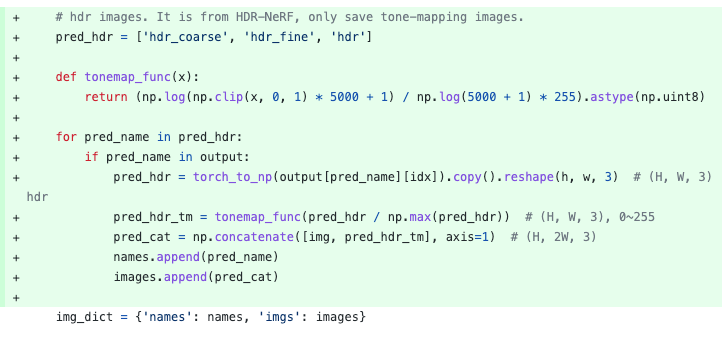 +     # hdr images. It is from HDR-NeRF, only save tone-mapping images.
+     pred_hdr = ['hdr_coarse', 'hdr_fine', 'hdr']
+
+     def tonemap_func(x):
+         return (np.log(np.clip(x, 0, 1) * 5000 + 1) / np.log(5000 + 1) * 255).astype(np.uint8)
+
+     for pred_name in pred_hdr:
+         if pred_name in output:
+             pred_hdr = torch_to_np(output[pred_name][idx]).copy().reshape(h, w, 3)  # (H, W, 3)
hdr
+             pred_hdr_tm = tonemap_func(pred_hdr / np.max(pred_hdr))  # (H, W, 3), 0~255
+             pred_cat = np.concatenate([img, pred_hdr_tm], axis=1)  # (H, 2W, 3)
+             names.append(pred_name)
+             images.append(pred_cat)
+
      img_dict = {'names': names, 'imgs': images}